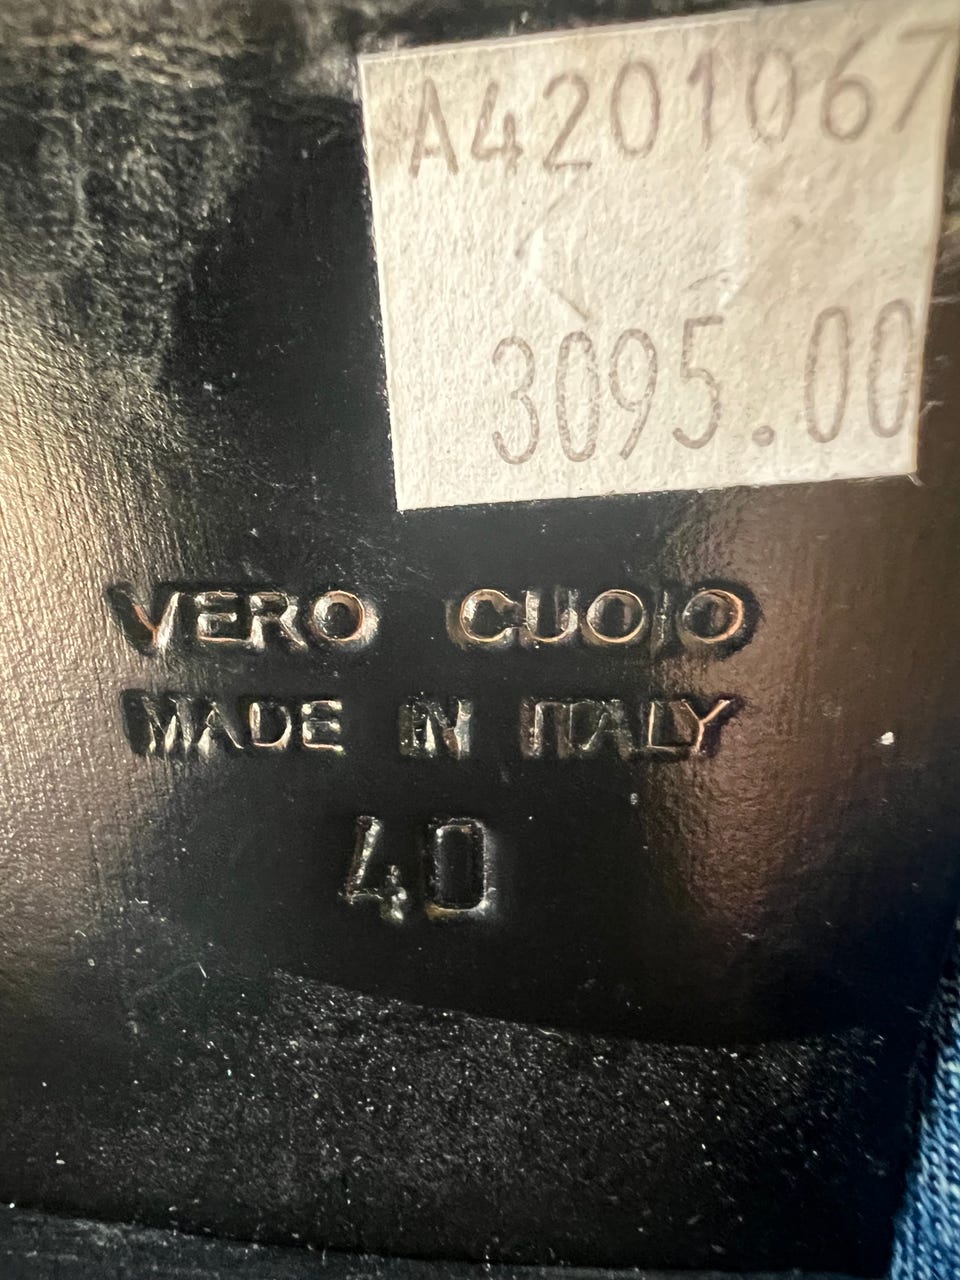 A4201067
3095.00
VERO CUOIO
MADE IN ITALY
40